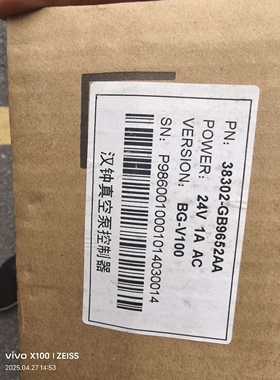 PN: 38302-GB9652AA
POWER: 24V 1A AC
VERSION: BG-V100
SN: P9860010001014030014
汉钟真空泵控制器
vivo X100 | ZEISS
2025.04.27 14:53